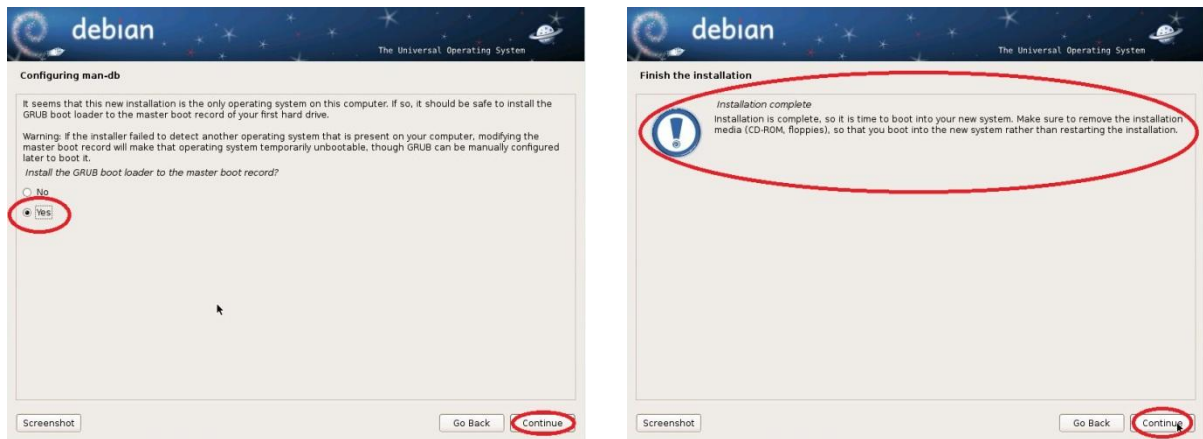 debian
The Universal Operating System
Configuring man-db
It seems that this new installation is the only operating system on this computer. If so, it should be safe to install the
GRUB boot loader to the master boot record of your first hard drive.
Warning: If the installer failed to detect another operating system that is present on your computer, modifying the
master boot record will make that operating system temporarily unbootable, though GRUB can be manually configured
later to boot it.
Install the GRUB boot loader to the master boot record?
No
Yes
Screenshot
Go Back
Continue
debian
The Universal Operating System
Finish the installation
Installation complete
Installation is complete, so it is time to boot into your new system. Make sure to remove the installation
media (CD-ROM, floppies), so that you boot into the new system rather than restarting the installation.
Screenshot
Go Back
Continue